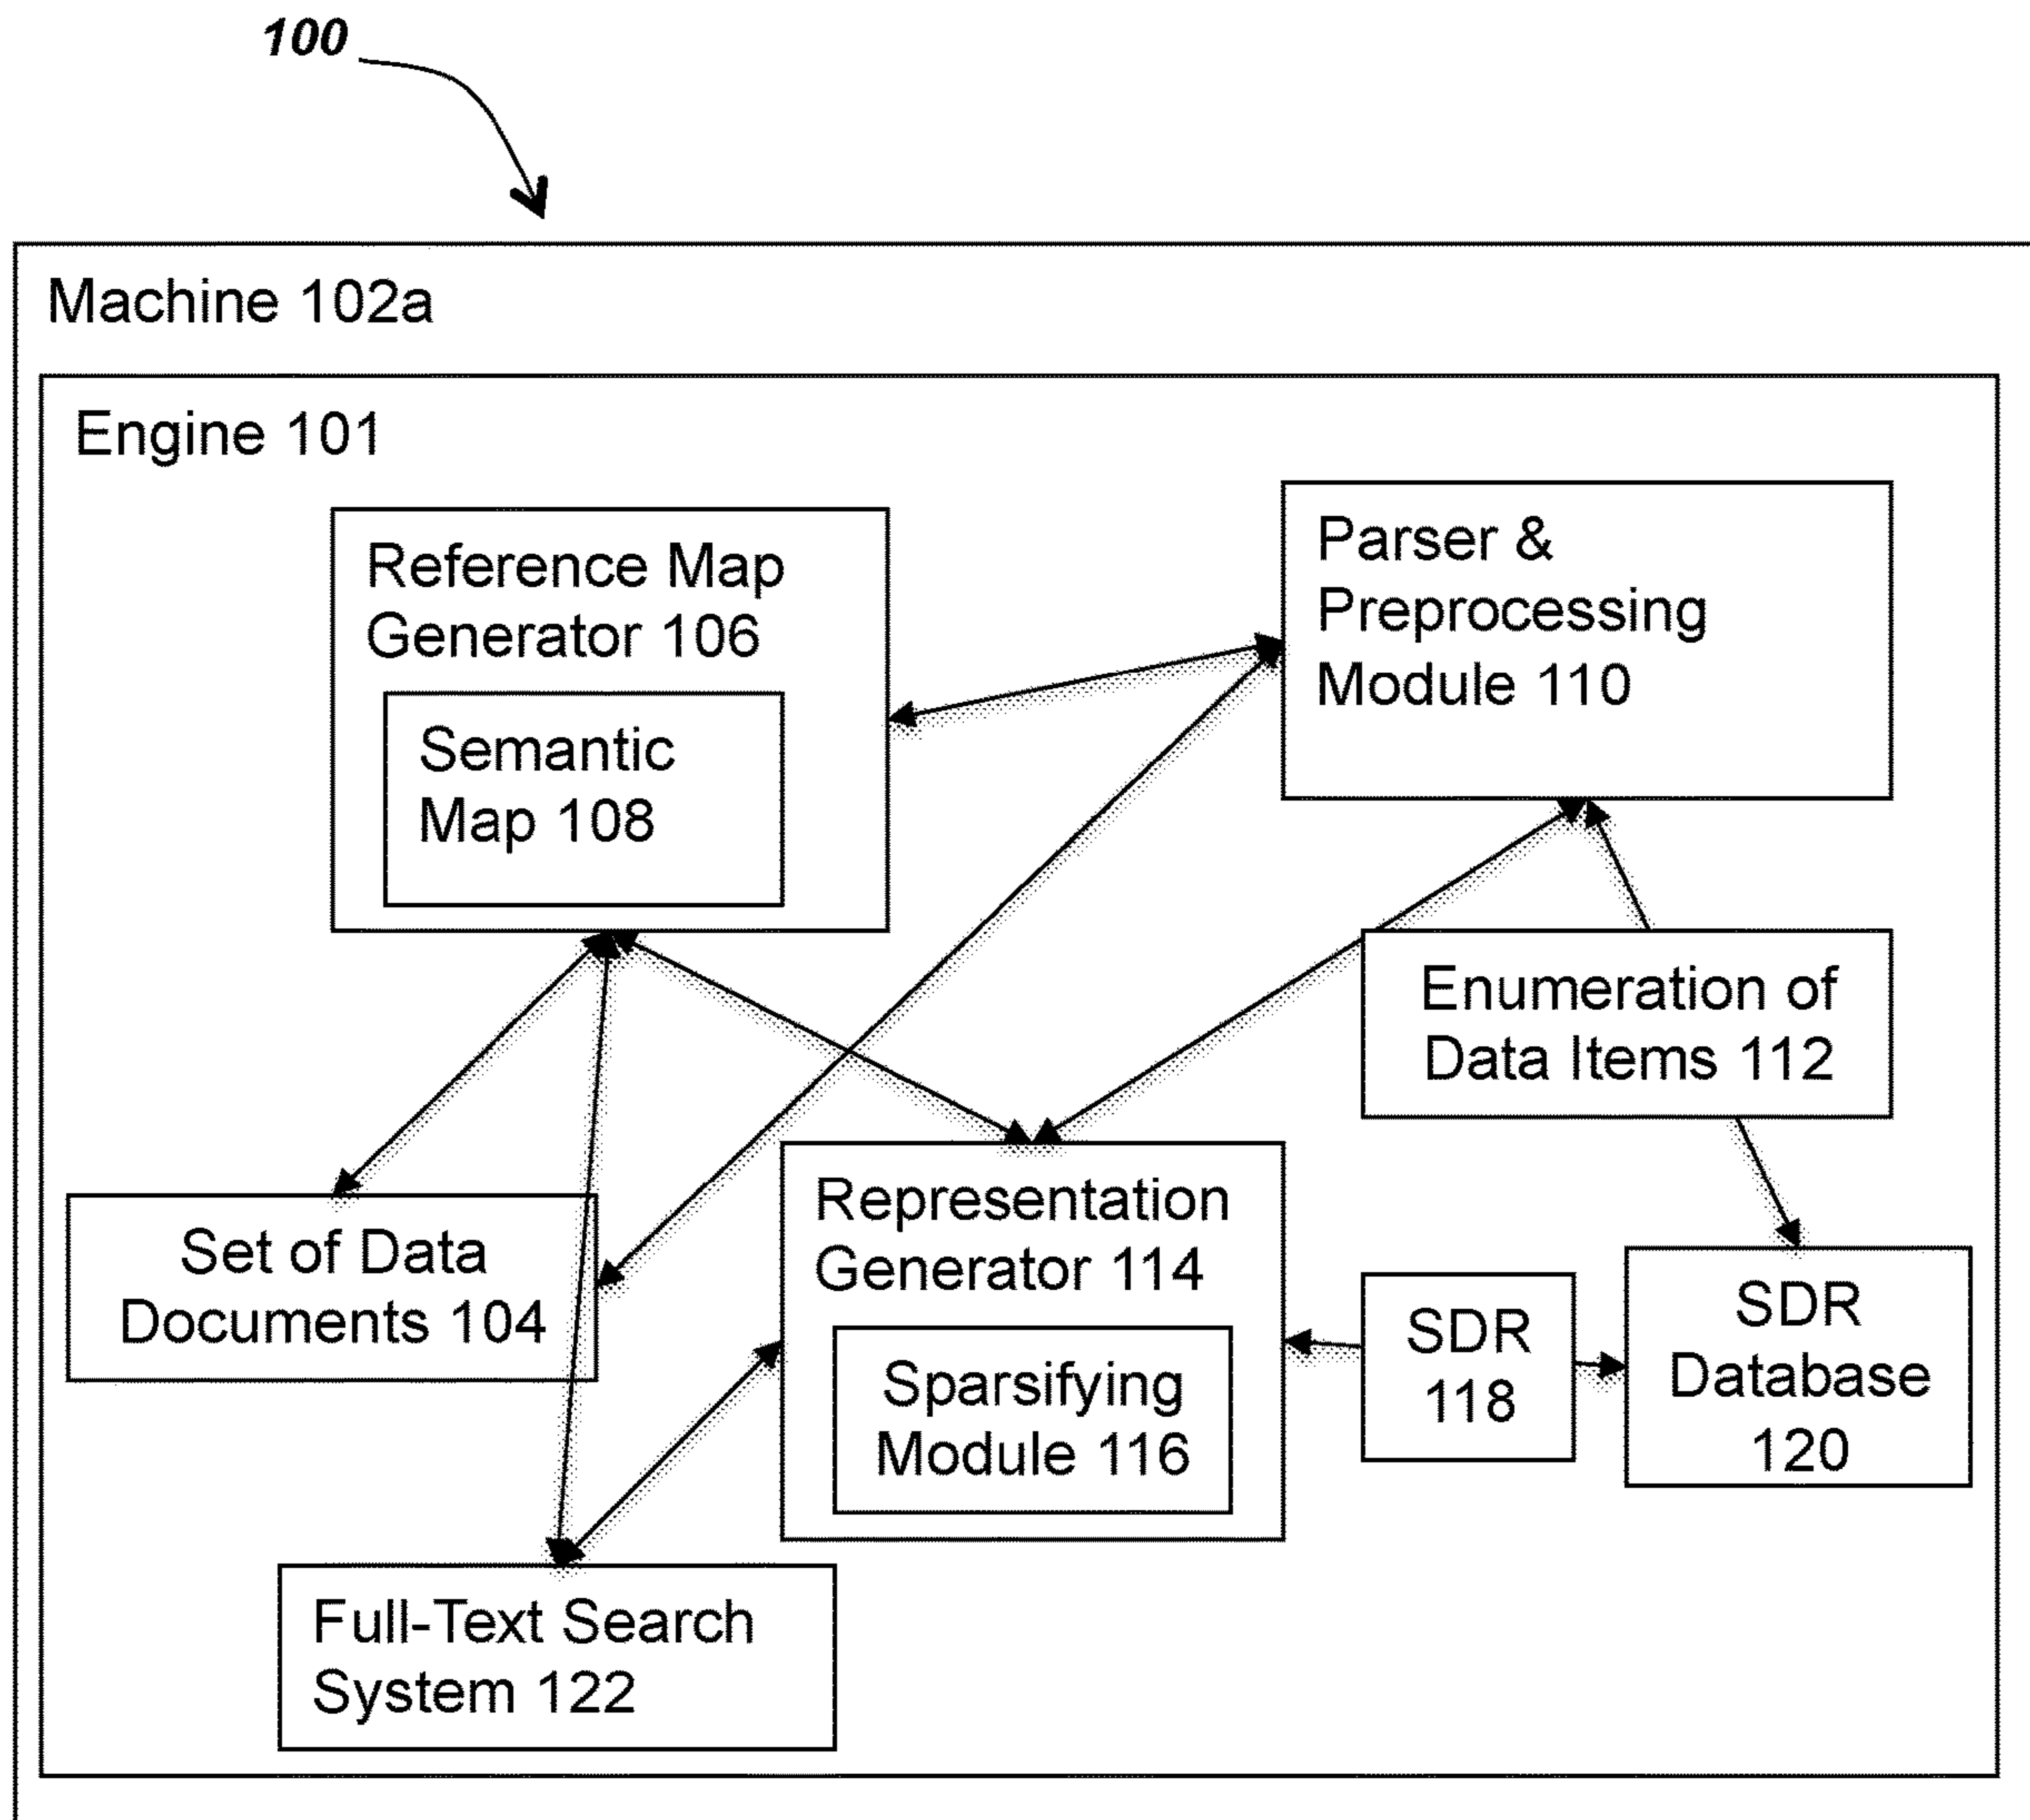 100
Machine 102a
Engine 101
Reference Map
Generator 106
Semantic
Map 108
Parser &
Preprocessing
Module 110
Enumeration of
Data Items 112
Set of Data
Documents 104
Representation
Generator 114
Sparsifying
Module 116
SDR
118
SDR
Database
120
Full-Text Search
System 122